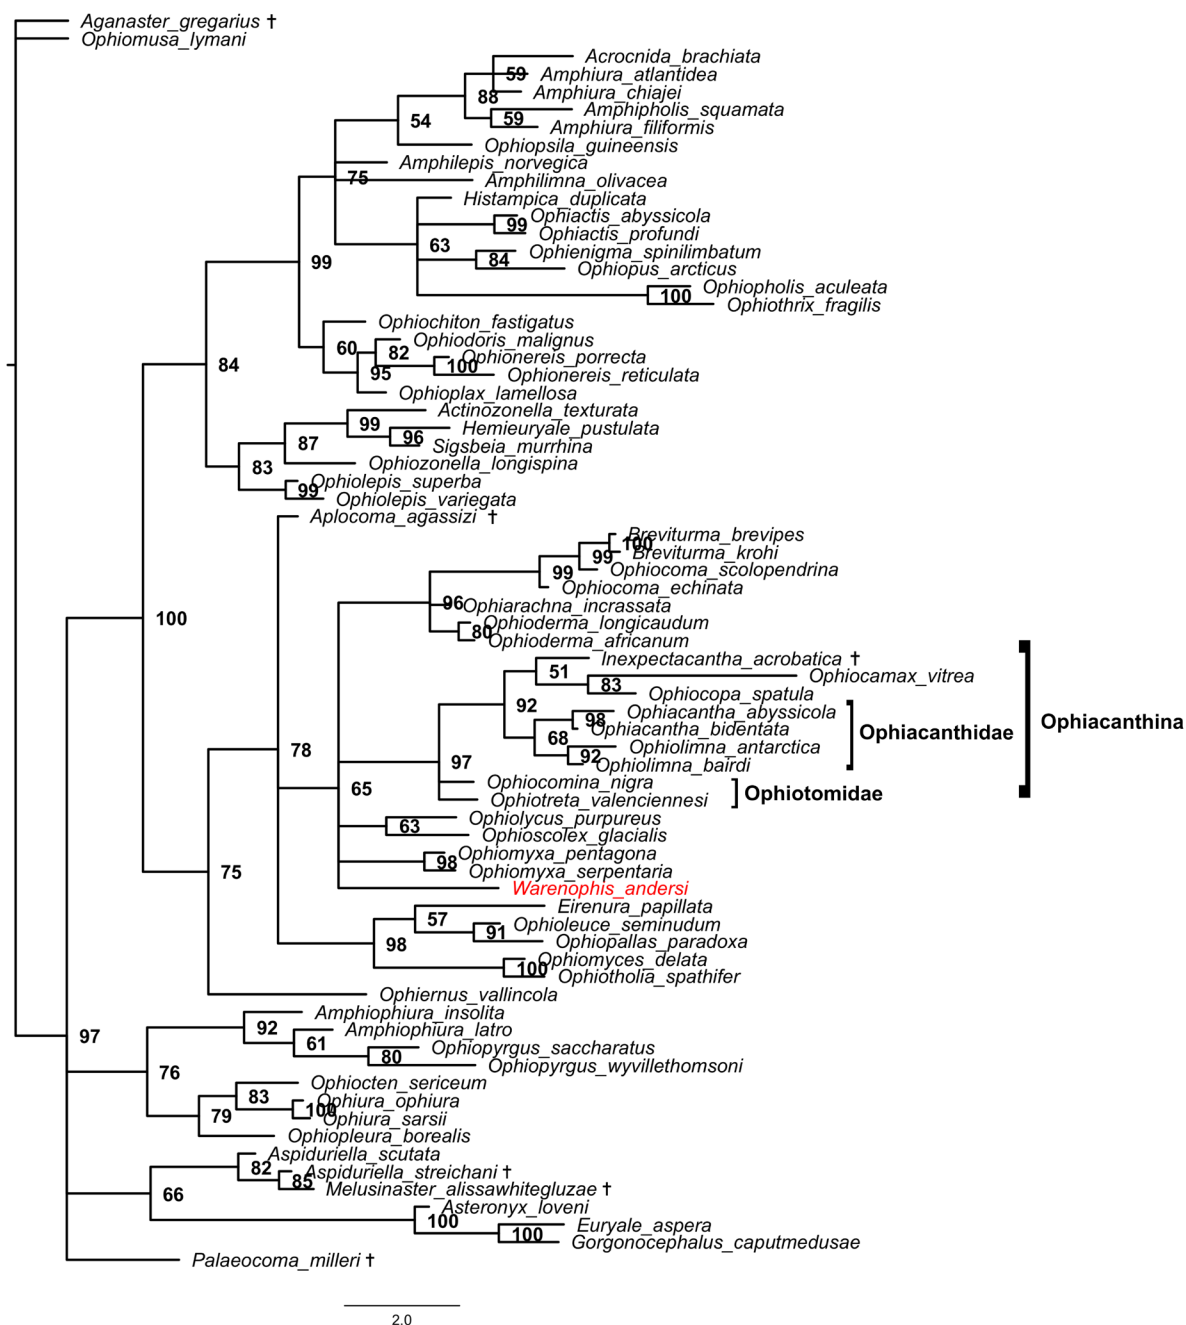 Aganaster_gregarius †
Ophiomusa_lymani
Acrocnida_brachiata
59 Amphiura_atlantidea
88 Amphiura_chiajei
Amphipholis_squamata
59
54
Amphiura_filiformis
Ophiopsila_guineensis
Amphilepis_norvegica
75
Amphilimna_olivacea
Histampica_duplicata
Ophiactis_abyssicola
99
Ophiactis_profundi
63
Ophienigma_spinilimbatum
84
99
Ophiopus_arcticus
Ophiopholis_aculeata
100
Ophiothrix_fragilis
Ophiochiton_fastigatus
Ophiodoris_malignus
60
82
Ophionereis_porrecta
84
100
95
Ophionereis_reticulata
Ophioplax_lamellosa
Actinozonella_texturata
99
Hemieuryale_pustulata
96
87
Sigsbeia_murrhina
Ophiozonella_longispina
83
Ophiolepis_superba
99
Ophiolepis_variegata
Aplocoma_agassizi †
Breviturma_brevipes
100
Breviturma_krohi
99
Ophiocoma_scolopendrina
99
Ophiocoma_echinata
96 Ophiarachna_incrassata
100
Ophioderma_longicaudum
80
Ophioderma_africanum
Inexpectacantha_acrobatica †
51
Ophiocamax_vitrea
83
Ophiocopa_spatula
92
Ophiacantha_abyssicola
98
Ophiacanthina
Ophiacantha_bidentata
Ophiacanthidae
68
Ophiolimna_antarctica
78
92
97
Ophiolimna_bairdi
Ophiocomina_nigra
65
Ophiotomidae
Ophiotreta_valenciennesi
Ophiolycus_purpureus
63
Ophioscolex_glacialis
Ophiomyxa_pentagona
98
Ophiomyxa_serpentaria
75
Warenophis_andersi
Eirenura_papillata
57
Ophioleuce_seminudum
91
Ophiopallas_paradoxa
98
Ophiomyces_delata
100
Ophiotholia_spathifer
Ophiernus_vallincola
Amphiophiura_insolita
92
Amphiophiura_latro
97
61
Ophiopyrgus_saccharatus
80
Ophiopyrgus_wyvillethomsoni
76
Ophiocten_sericeum
83
Ophiura_ophiura
100
79
Ophiura_sarsii
Ophiopleura_borealis
Aspiduriella_scutata
82
Aspiduriella_streichani †
85
Melusinaster_alissawhitegluzae †
66
Asteronyx_loveni
100
Euryale_aspera
100
Gorgonocephalus_caputmedusae
Palaeocoma_milleri †
2.0